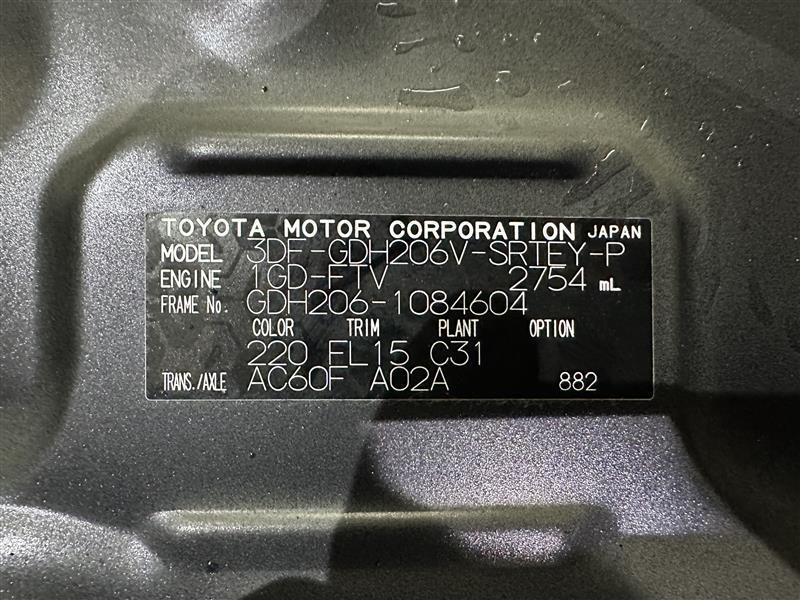 TOYOTA MOTOR CORPORATION JAPAN
MODEL 3DF-GDH206V-SRTEY-P
ENGINE 1GD-FTV 2754 mL
FRAME No. GDH206-1084604
COLOR TRIM PLANT OPTION
220 FL15 C31
TRANS./AXLE AC60F A02A 882